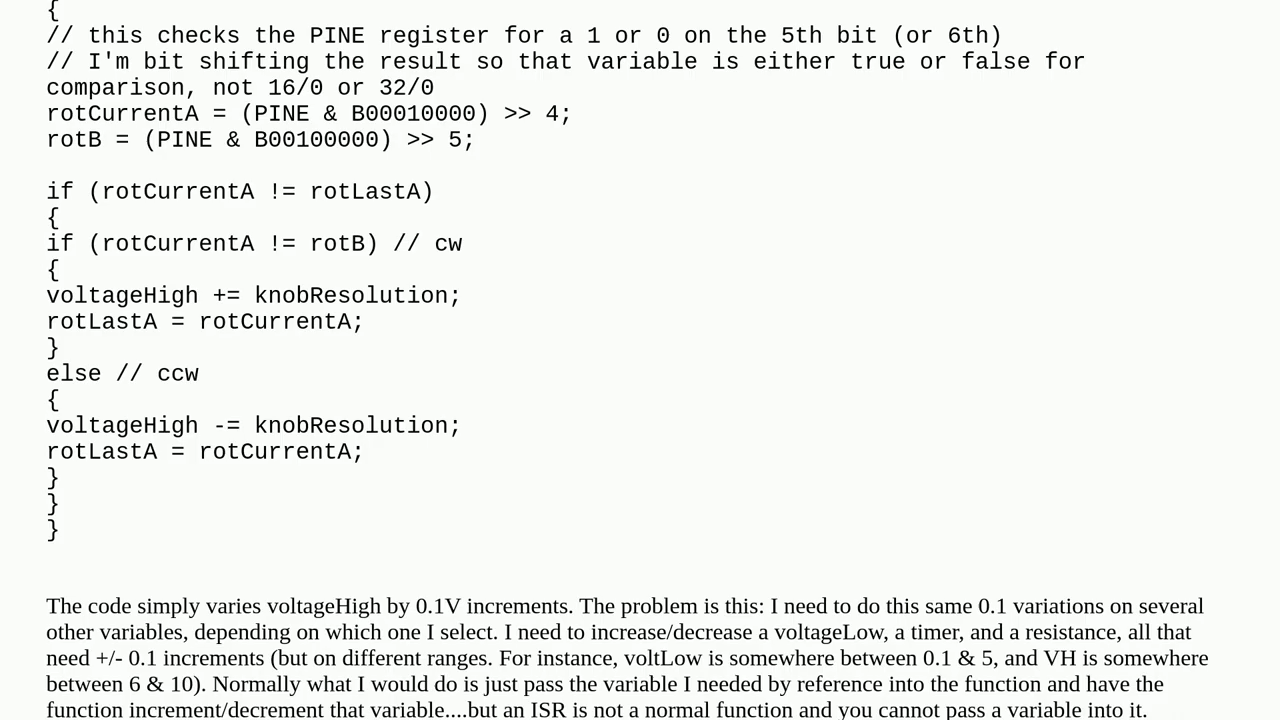 {
// this checks the PINE register for a 1 or 0 on the 5th bit (or 6th)
// I'm bit shifting the result so that variable is either true or false for
comparison, not 16/0 or 32/0
rotCurrentA = (PINE & B00010000) >> 4;
rotB = (PINE & B00100000) >> 5;
if (rotCurrentA != rotLastA)
{
if (rotCurrentA != rotB) // cw
{
voltageHigh += knobResolution;
rotLastA = rotCurrentA;
}
else // ccw
{
voltageHigh -= knobResolution;
rotLastA = rotCurrentA;
}
}
}
The code simply varies voltageHigh by 0.1V increments. The problem is this: I need to do this same 0.1 variations on several
other variables, depending on which one I select. I need to increase/decrease a voltageLow, a timer, and a resistance, all that
need +/- 0.1 increments (but on different ranges. For instance, voltLow is somewhere between 0.1 & 5, and VH is somewhere
between 6 & 10). Normally what I would do is just pass the variable I needed by reference into the function and have the
function increment/decrement that variable....but an ISR is not a normal function and you cannot pass a variable into it.